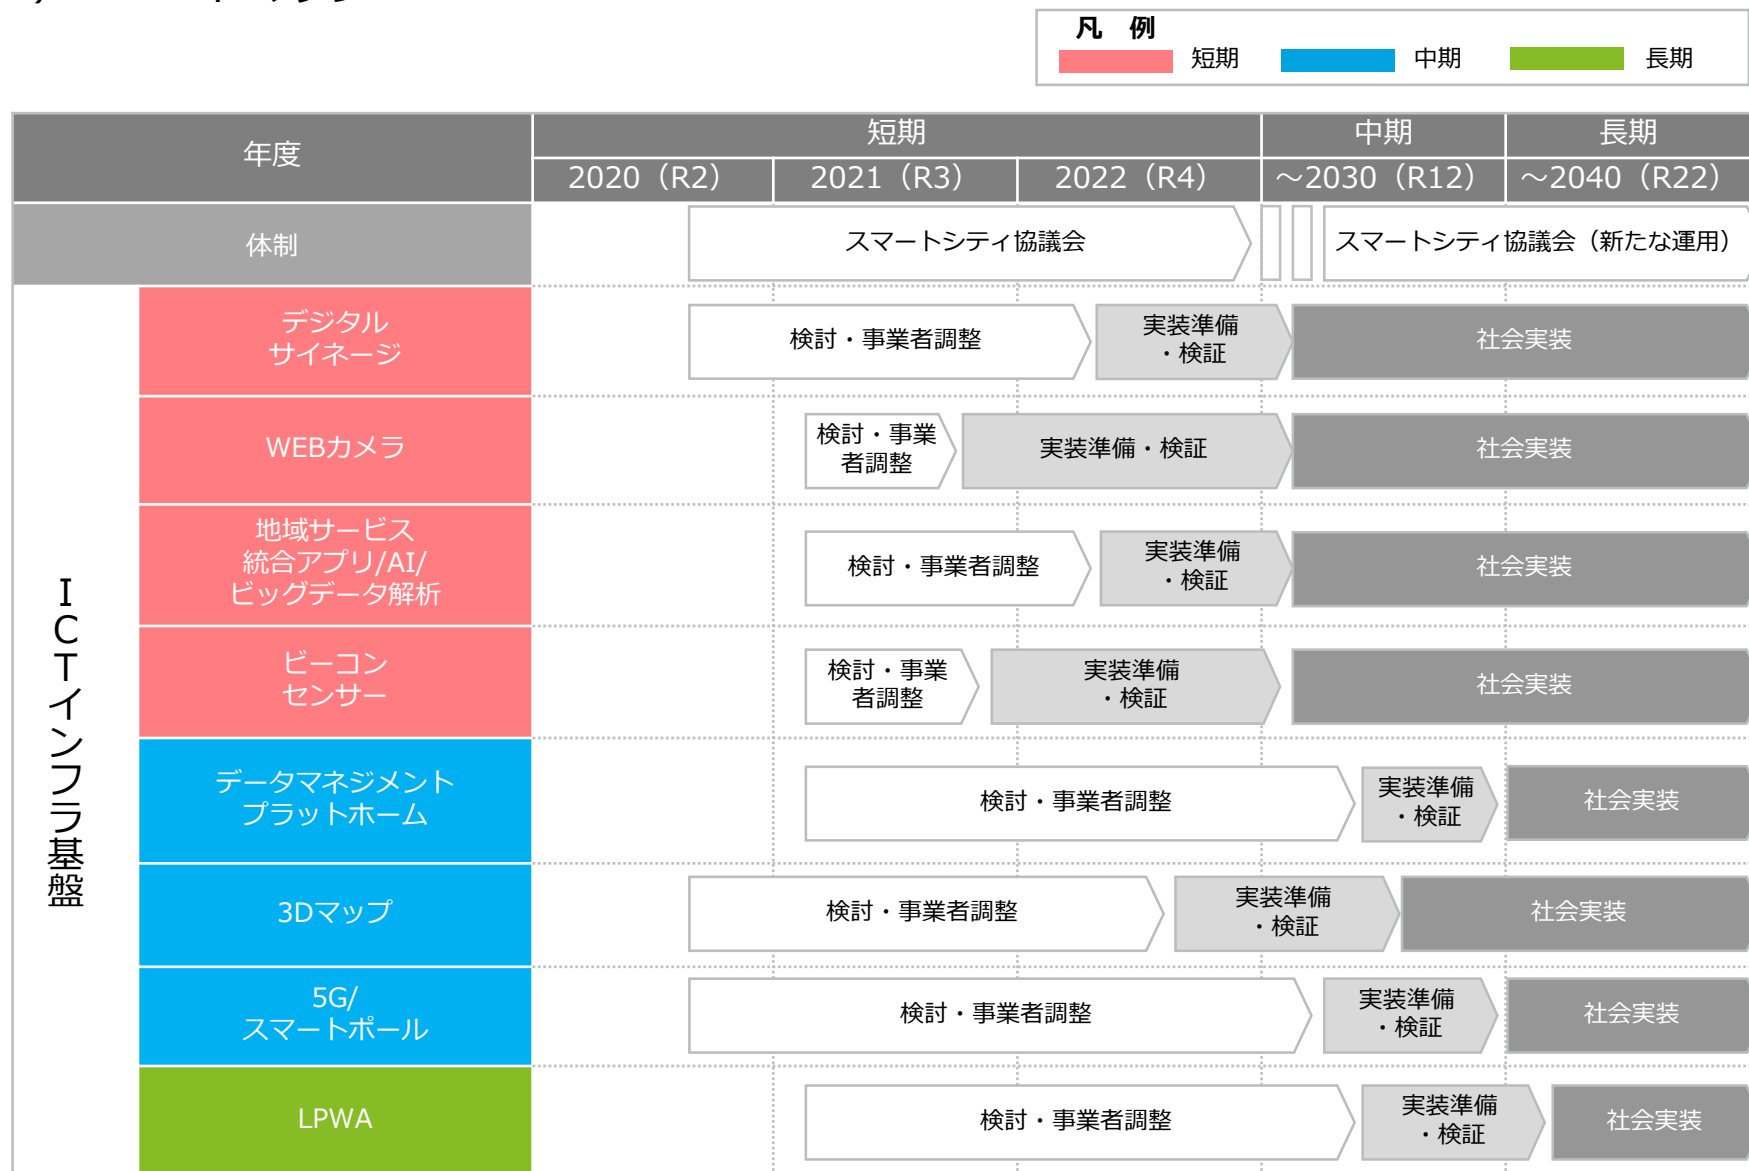 凡 例
短期
中期
長期
年度
短期
中期
長期
2020（R2）
2021（R3）
2022（R4）
～2030（R12）
～2040（R22）
体制
スマートシティ協議会
スマートシティ協議会（新たな運用）
ICTインフラ基盤
デジタル
サイネージ
検討・事業者調整
実装準備
・検証
社会実装
WEBカメラ
検討・事業
者調整
実装準備・検証
社会実装
地域サービス
統合アプリ/AI/
ビッグデータ解析
検討・事業者調整
実装準備
・検証
社会実装
ビーコン
センサー
検討・事業
者調整
実装準備
・検証
社会実装
データマネジメント
プラットホーム
検討・事業者調整
実装準備
・検証
社会実装
3Dマップ
検討・事業者調整
実装準備
・検証
社会実装
5G/
スマートポール
検討・事業者調整
実装準備
・検証
社会実装
LPWA
検討・事業者調整
実装準備
・検証
社会実装